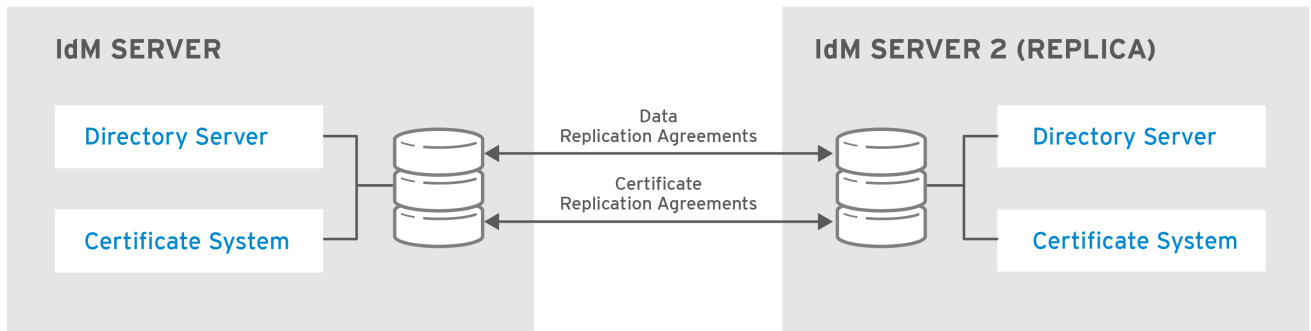 IdM SERVER
Directory Server
Certificate System
Data
Replication Agreements
Certificate
Replication Agreements
IdM SERVER 2 (REPLICA)
Directory Server
Certificate System